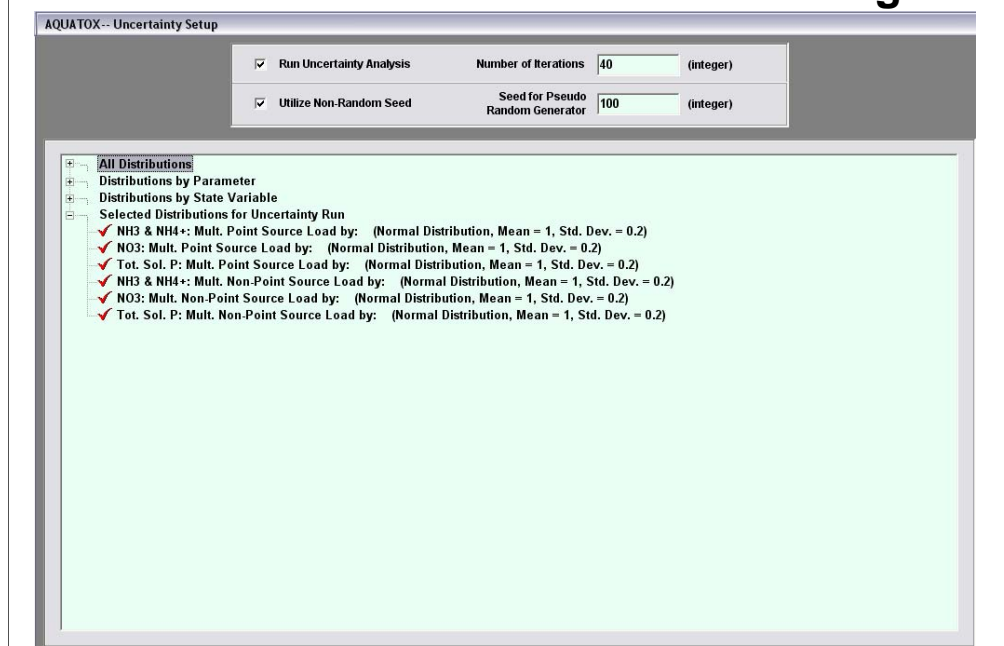 g
AQUATOX-- Uncertainty Setup
Run Uncertainty Analysis Number of Iterations 40 (integer)
Utilize Non-Random Seed Seed for Pseudo Random Generator 100 (integer)
All Distributions
Distributions by Parameter
Distributions by State Variable
Selected Distributions for Uncertainty Run
NH3 & NH4+: Mult. Point Source Load by: (Normal Distribution, Mean = 1, Std. Dev. = 0.2)
NO3: Mult. Point Source Load by: (Normal Distribution, Mean = 1, Std. Dev. = 0.2)
Tot. Sol. P: Mult. Point Source Load by: (Normal Distribution, Mean = 1, Std. Dev. = 0.2)
NH3 & NH4+: Mult. Non-Point Source Load by: (Normal Distribution, Mean = 1, Std. Dev. = 0.2)
NO3: Mult. Non-Point Source Load by: (Normal Distribution, Mean = 1, Std. Dev. = 0.2)
Tot. Sol. P: Mult. Non-Point Source Load by: (Normal Distribution, Mean = 1, Std. Dev. = 0.2)